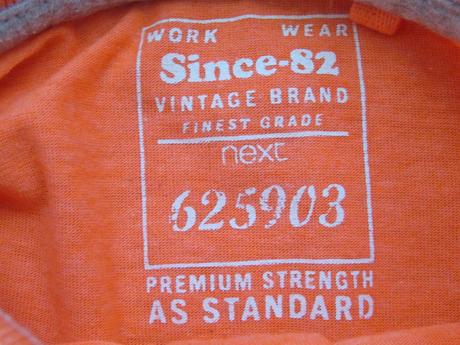 WORK WEAR
Since-82
VINTAGE BRAND
FINEST GRADE
next
625903
PREMIUM STRENGTH
AS STANDARD